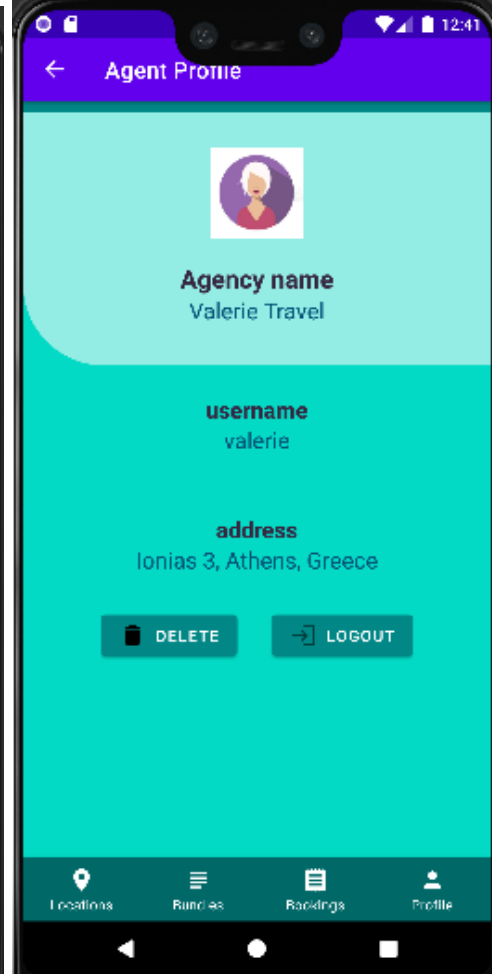 12:41
Agent Profile
Agency name
Valerie Travel
username
valerie
address
Ionias 3, Athens, Greece
DELETE
LOGOUT
Locations
Bundles
Bookings
Profile